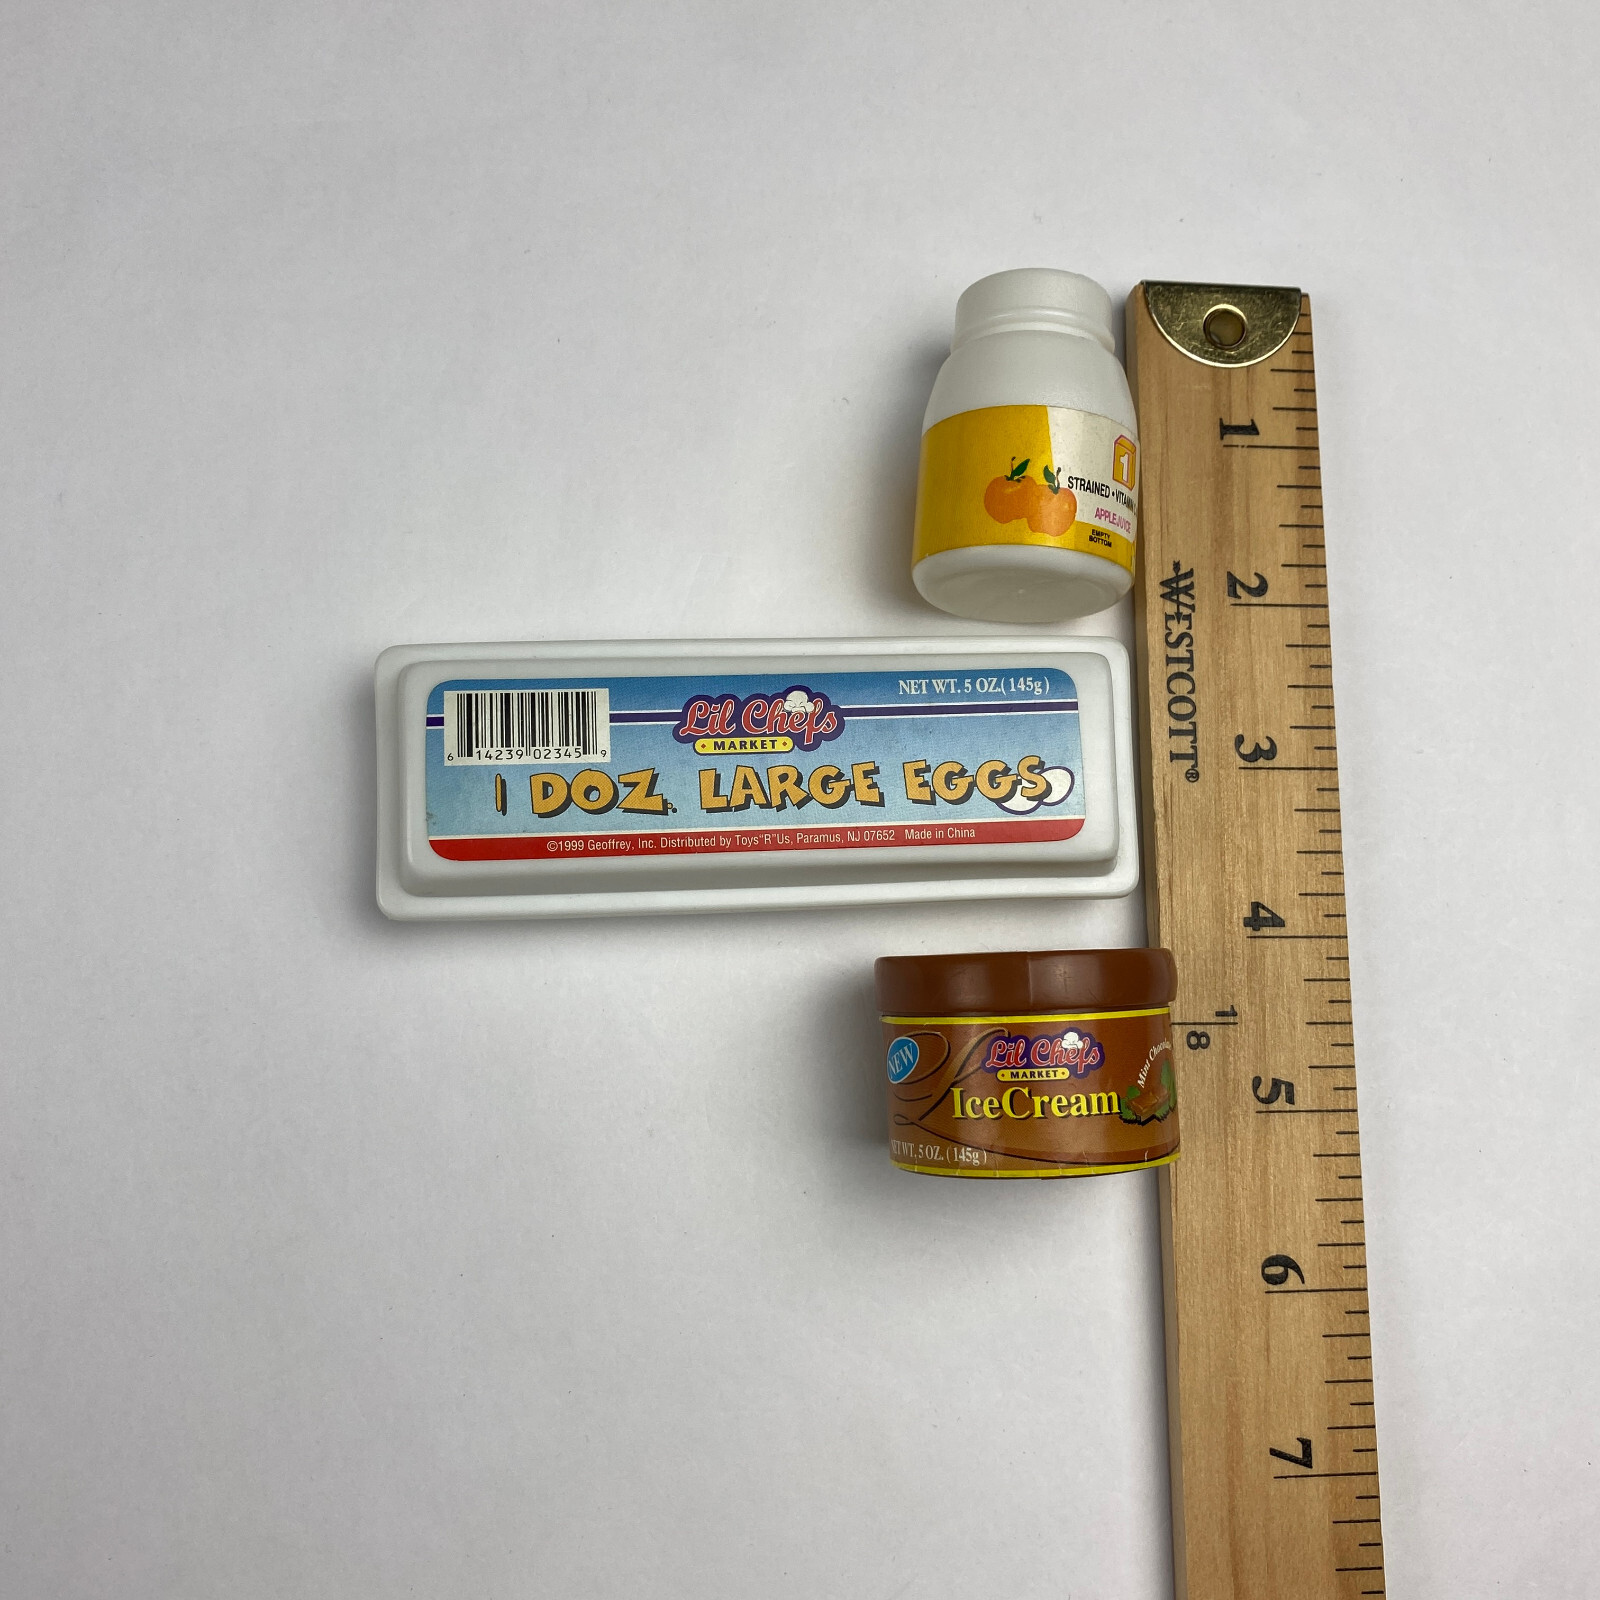 1
STRAINED • VITAMIN C
APPLE JUICE
EMPTY
BOTTOM
NET WT. 5 OZ.(145g)
Lil Chefs
MARKET
6 14239 02345 9
1 DOZ. LARGE EGGS
©1999 Geoffrey, Inc. Distributed by Toys"R"Us, Paramus, NJ 07652 Made in China
NEW
Lil Chefs
MARKET
IceCream
NET WT. 5 OZ. (145g)
Mint
1
2
WESTCOTT®
3
4
1
8
5
6
7